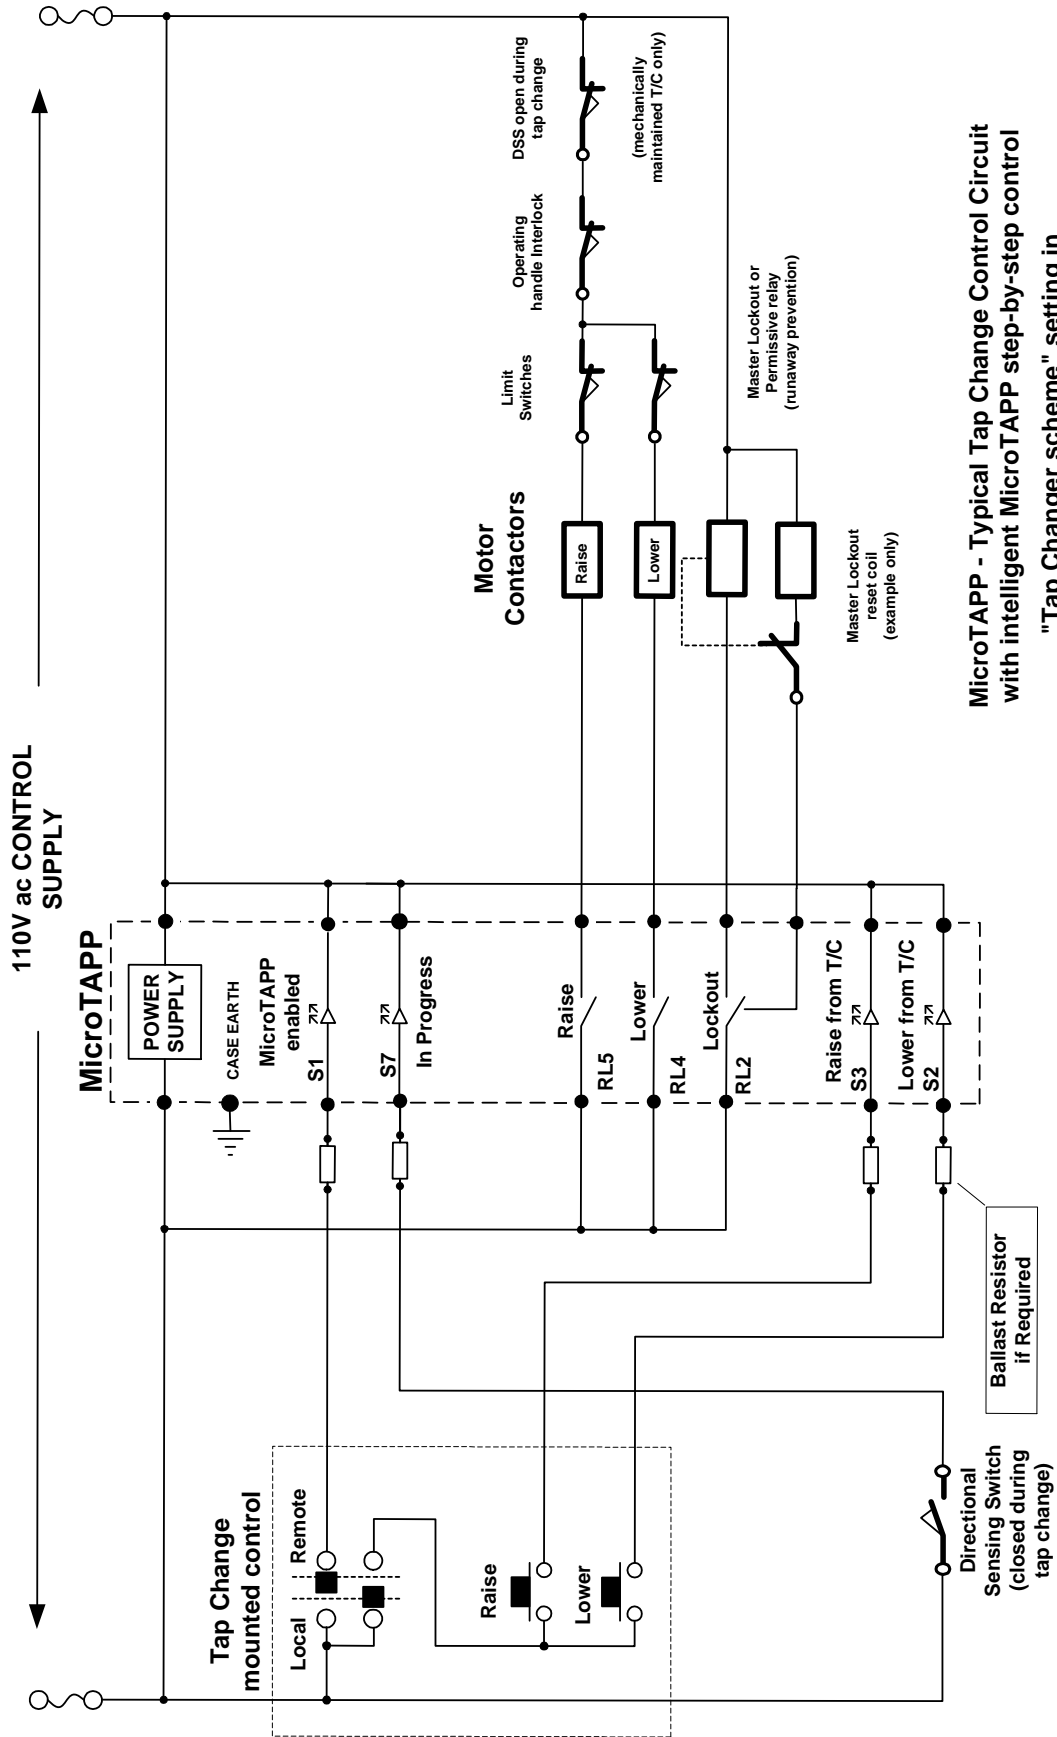 110V ac CONTROL
SUPPLY
Tap Change
mounted control
Local
Remote
Raise
Lower
Directional
Sensing Switch
(closed during
tap change)
Ballast Resistor
if Required
MicroTAPP
POWER
SUPPLY
CASE EARTH
MicroTAPP
enabled
S1
S7
In Progress
Raise
RL5
Lower
RL4
Lockout
RL2
Raise from T/C
S3
Lower from T/C
S2
Motor
Contactors
Raise
Lower
Limit
Switches
Operating
handle Interlock
DSS open during
tap change
(mechanically
maintained T/C only)
Master Lockout or
Permissive relay
(runaway prevention)
Master Lockout
reset coil
(example only)
MicroTAPP - Typical Tap Change Control Circuit
with intelligent MicroTAPP step-by-step control
"Tap Changer scheme" setting in